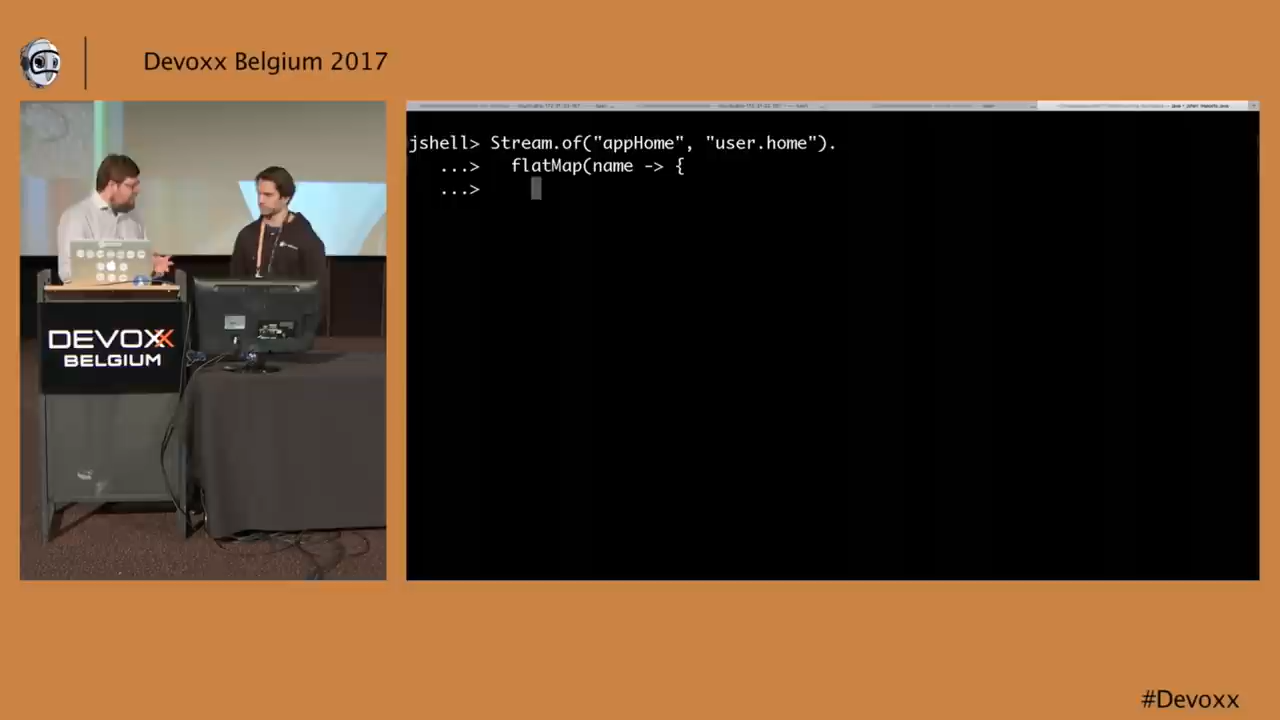 Devoxx Belgium 2017
jshell> Stream.of("appHome", "user.home").
...> flatMap(name -> {
...>
DEVOXX
BELGIUM
#Devoxx